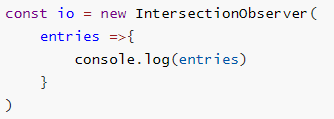 const io = new IntersectionObserver(
    entries =>{
        console.log(entries)
    }
)